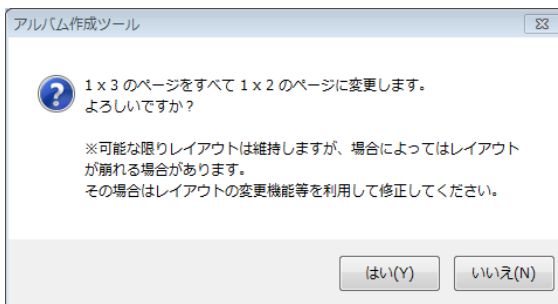 アルバム作成ツール
1 x 3 のページをすべて 1 x 2 のページに変更します。
よろしいですか？
※可能な限りレイアウトは維持しますが、場合によってはレイアウト
が崩れる場合があります。
その場合はレイアウトの変更機能等を利用して修正してください。
はい(Y)
いいえ(N)